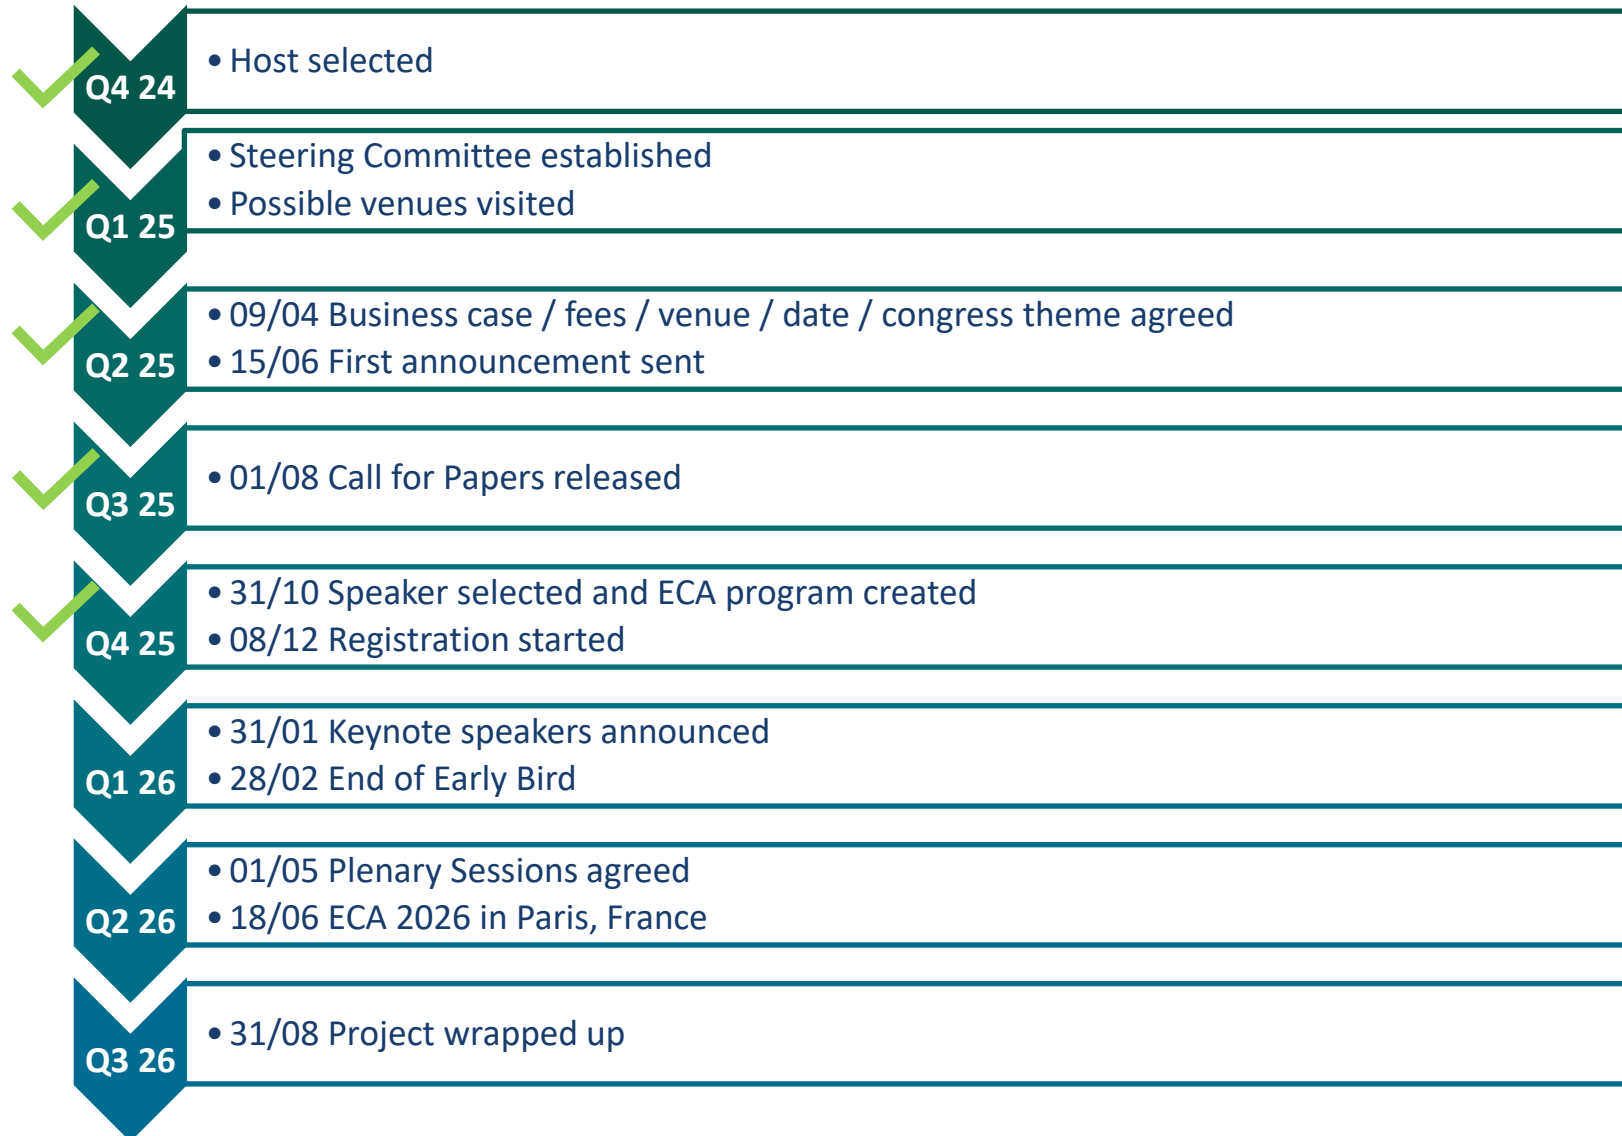 Q4 24
• Host selected
Q1 25
• Steering Committee established
• Possible venues visited
Q2 25
• 09/04 Business case / fees / venue / date / congress theme agreed
• 15/06 First announcement sent
Q3 25
• 01/08 Call for Papers released
Q4 25
• 31/10 Speaker selected and ECA program created
• 08/12 Registration started
Q1 26
• 31/01 Keynote speakers announced
• 28/02 End of Early Bird
Q2 26
• 01/05 Plenary Sessions agreed
• 18/06 ECA 2026 in Paris, France
Q3 26
• 31/08 Project wrapped up